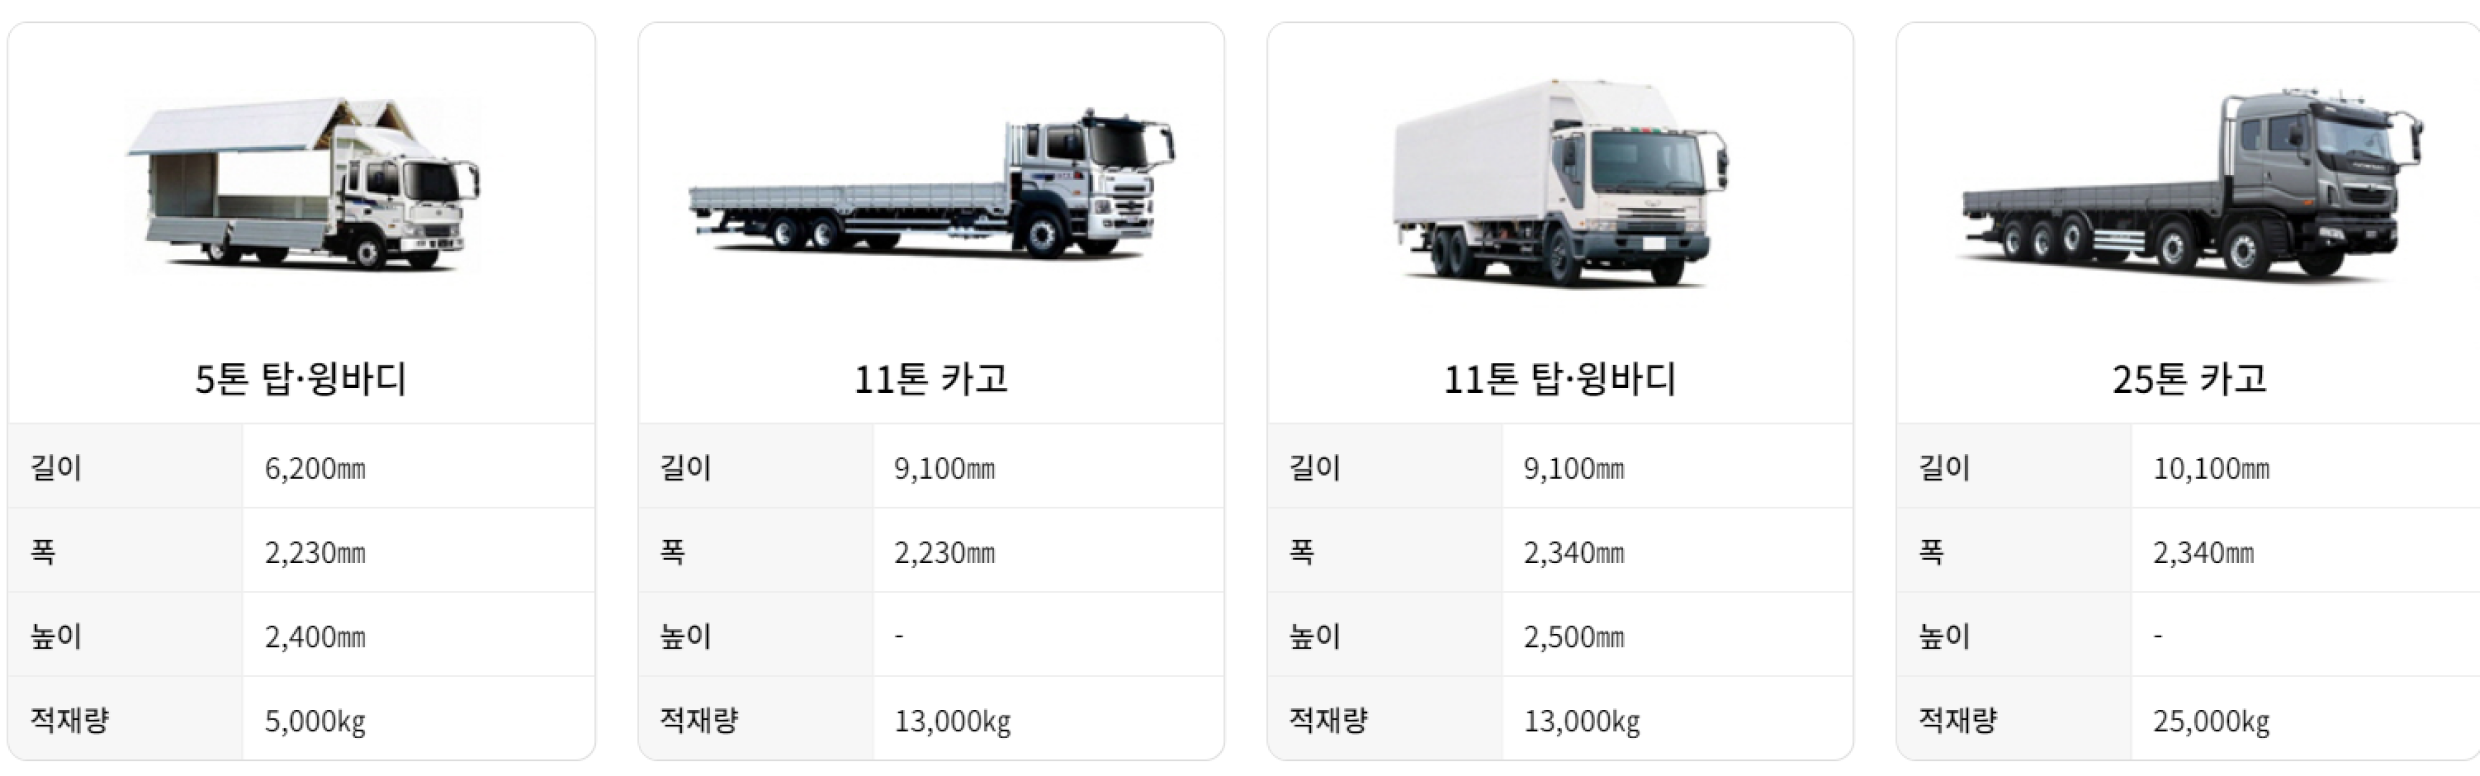 5톤 탑·윙바디
길이 6,200㎜
폭 2,230㎜
높이 2,400㎜
적재량 5,000㎏
11톤 카고
길이 9,100㎜
폭 2,230㎜
높이 -
적재량 13,000㎏
11톤 탑·윙바디
길이 9,100㎜
폭 2,340㎜
높이 2,500㎜
적재량 13,000㎏
25톤 카고
길이 10,100㎜
폭 2,340㎜
높이 -
적재량 25,000㎏